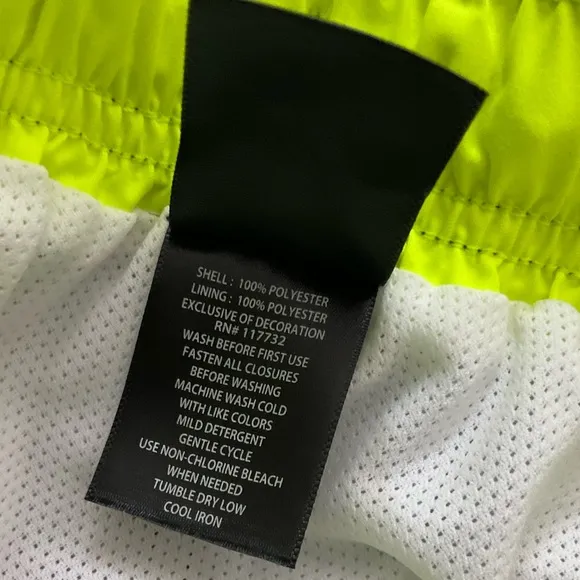 SHELL : 100% POLYESTER
LINING : 100% POLYESTER
EXCLUSIVE OF DECORATION
RN# 117732
WASH BEFORE FIRST USE
FASTEN ALL CLOSURES
BEFORE WASHING
MACHINE WASH COLD
WITH LIKE COLORS
MILD DETERGENT
GENTLE CYCLE
USE NON-CHLORINE BLEACH
WHEN NEEDED
TUMBLE DRY LOW
COOL IRON